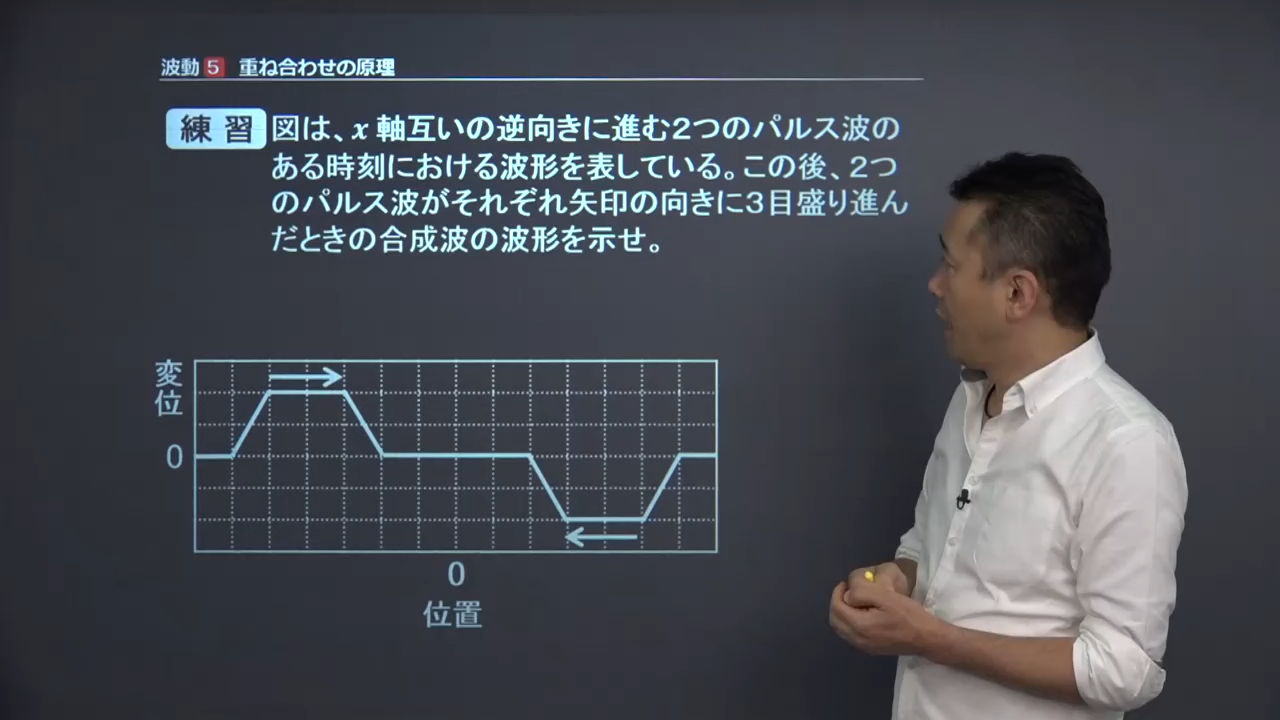 波動5 重ね合わせの原理
練習 図は、x軸互いの逆向きに進む2つのパルス波の
ある時刻における波形を表している。この後、2つ
のパルス波がそれぞれ矢印の向きに3目盛り進ん
だときの合成波の波形を示せ。
変位
0
0
位置